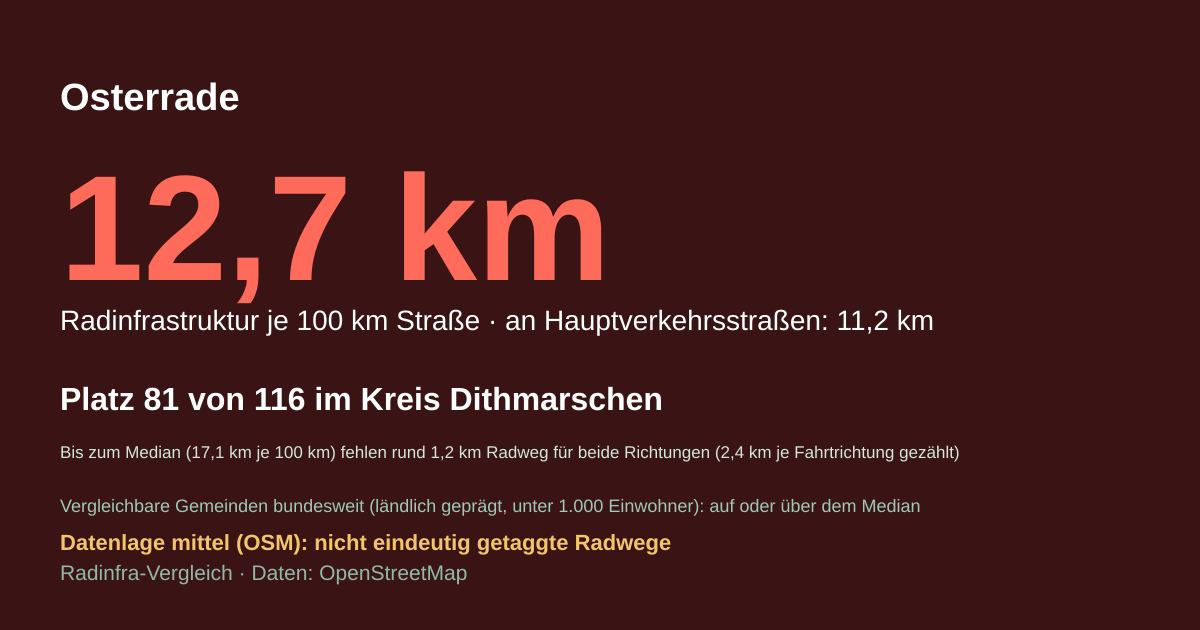 Osterrade
12,7 km
Radinfrastruktur je 100 km Straße · an Hauptverkehrsstraßen: 11,2 km
Platz 81 von 116 im Kreis Dithmarschen
Bis zum Median (17,1 km je 100 km) fehlen rund 1,2 km Radweg für beide Richtungen (2,4 km je Fahrtrichtung gezählt)
Vergleichbare Gemeinden bundesweit (ländlich geprägt, unter 1.000 Einwohner): auf oder über dem Median
Datenlage mittel (OSM): nicht eindeutig getaggte Radwege
Radinfra-Vergleich · Daten: OpenStreetMap